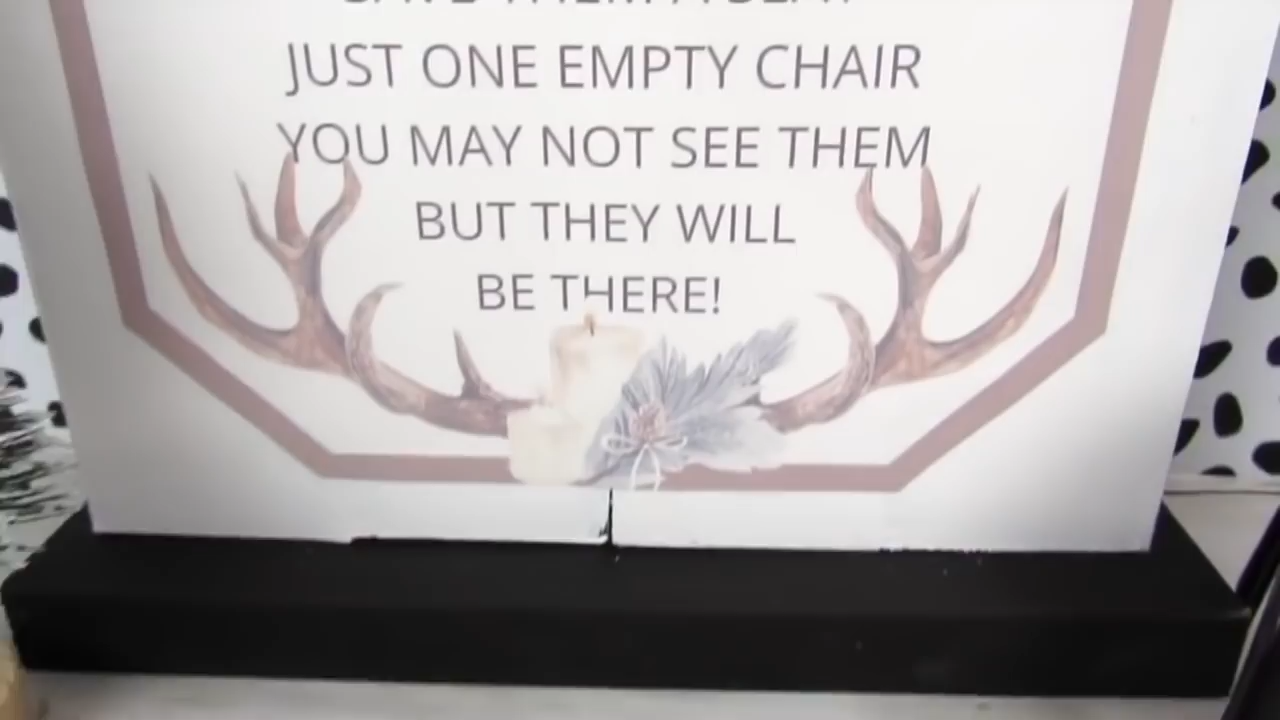 JUST ONE EMPTY CHAIR
YOU MAY NOT SEE THEM
BUT THEY WILL
BE THERE!